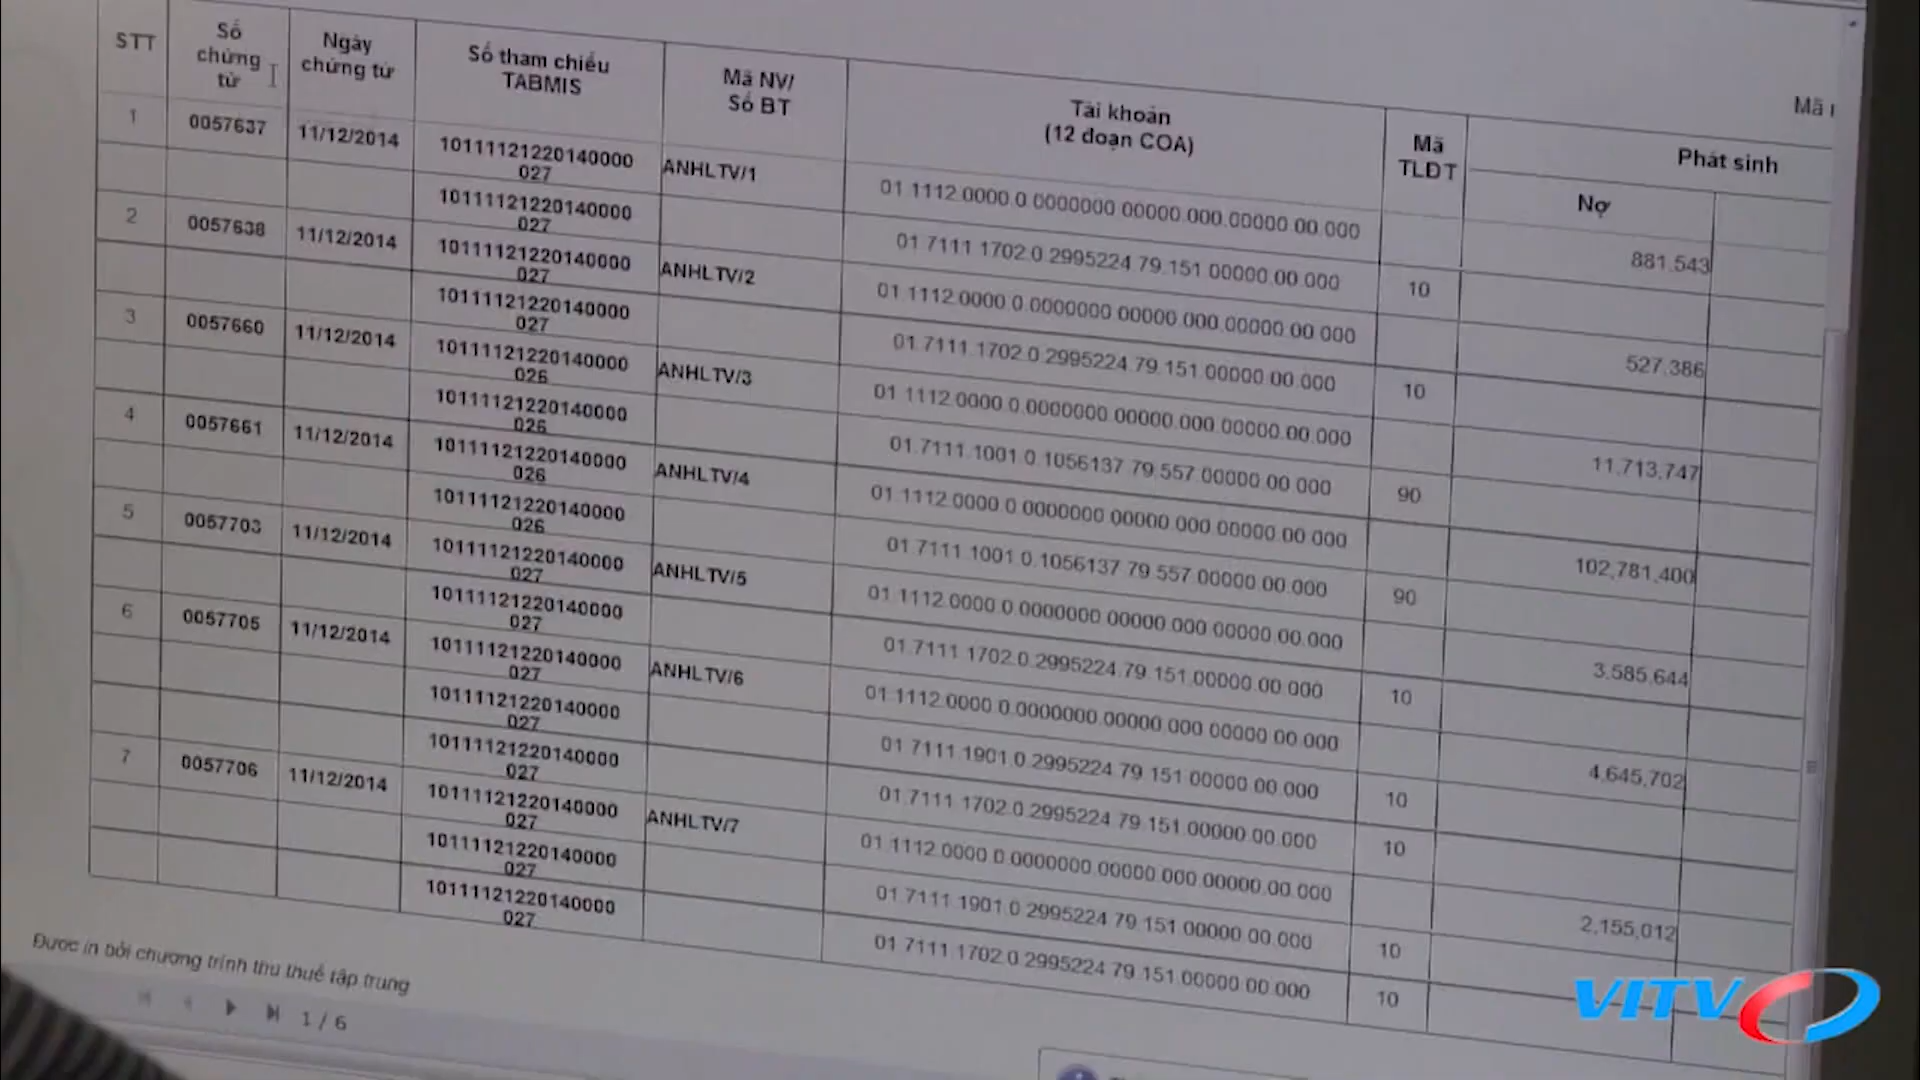 STT
Số chứng từ
Ngày chứng từ
Số tham chiếu TABMIS
Mã NV/ Số BT
Tài khoản (12 đoạn COA)
Mã TLĐT
Phát sinh
Nợ
Mã
1 0057637 11/12/2014 10111121220140000 027 ANHLTV/1 01.1112.0000.0.0000000.00000.000.00000.00.000 881,543
10111121220140000 027 01.7111.1702.0.2995224.79.151.00000.00.000 10
2 0057638 11/12/2014 10111121220140000 027 ANHLTV/2 01.1112.0000.0.0000000.00000.000.00000.00.000 527,386
10111121220140000 027 01.7111.1702.0.2995224.79.151.00000.00.000 10
3 0057660 11/12/2014 10111121220140000 026 ANHLTV/3 01.1112.0000.0.0000000.00000.000.00000.00.000 11,713,747
10111121220140000 026 01.7111.1001.0.1056137.79.557.00000.00.000 90
4 0057661 11/12/2014 10111121220140000 026 ANHLTV/4 01.1112.0000.0.0000000.00000.000.00000.00.000 102,781,400
10111121220140000 026 01.7111.1001.0.1056137.79.557.00000.00.000 90
5 0057703 11/12/2014 10111121220140000 027 ANHLTV/5 01.1112.0000.0.0000000.00000.000.00000.00.000 3,585,644
10111121220140000 027 01.7111.1702.0.2995224.79.151.00000.00.000 10
6 0057705 11/12/2014 10111121220140000 027 ANHLTV/6 01.1112.0000.0.0000000.00000.000.00000.00.000 4,645,702
10111121220140000 027 01.7111.1901.0.2995224.79.151.00000.00.000 10
10111121220140000 027 01.7111.1702.0.2995224.79.151.00000.00.000 10
7 0057706 11/12/2014 10111121220140000 027 ANHLTV/7 01.1112.0000.0.0000000.00000.000.00000.00.000 2,155,012
10111121220140000 027 01.7111.1901.0.2995224.79.151.00000.00.000 10
10111121220140000 027 01.7111.1702.0.2995224.79.151.00000.00.000 10
Được in bởi chương trình thu thuế tập trung
1 / 6
VITV